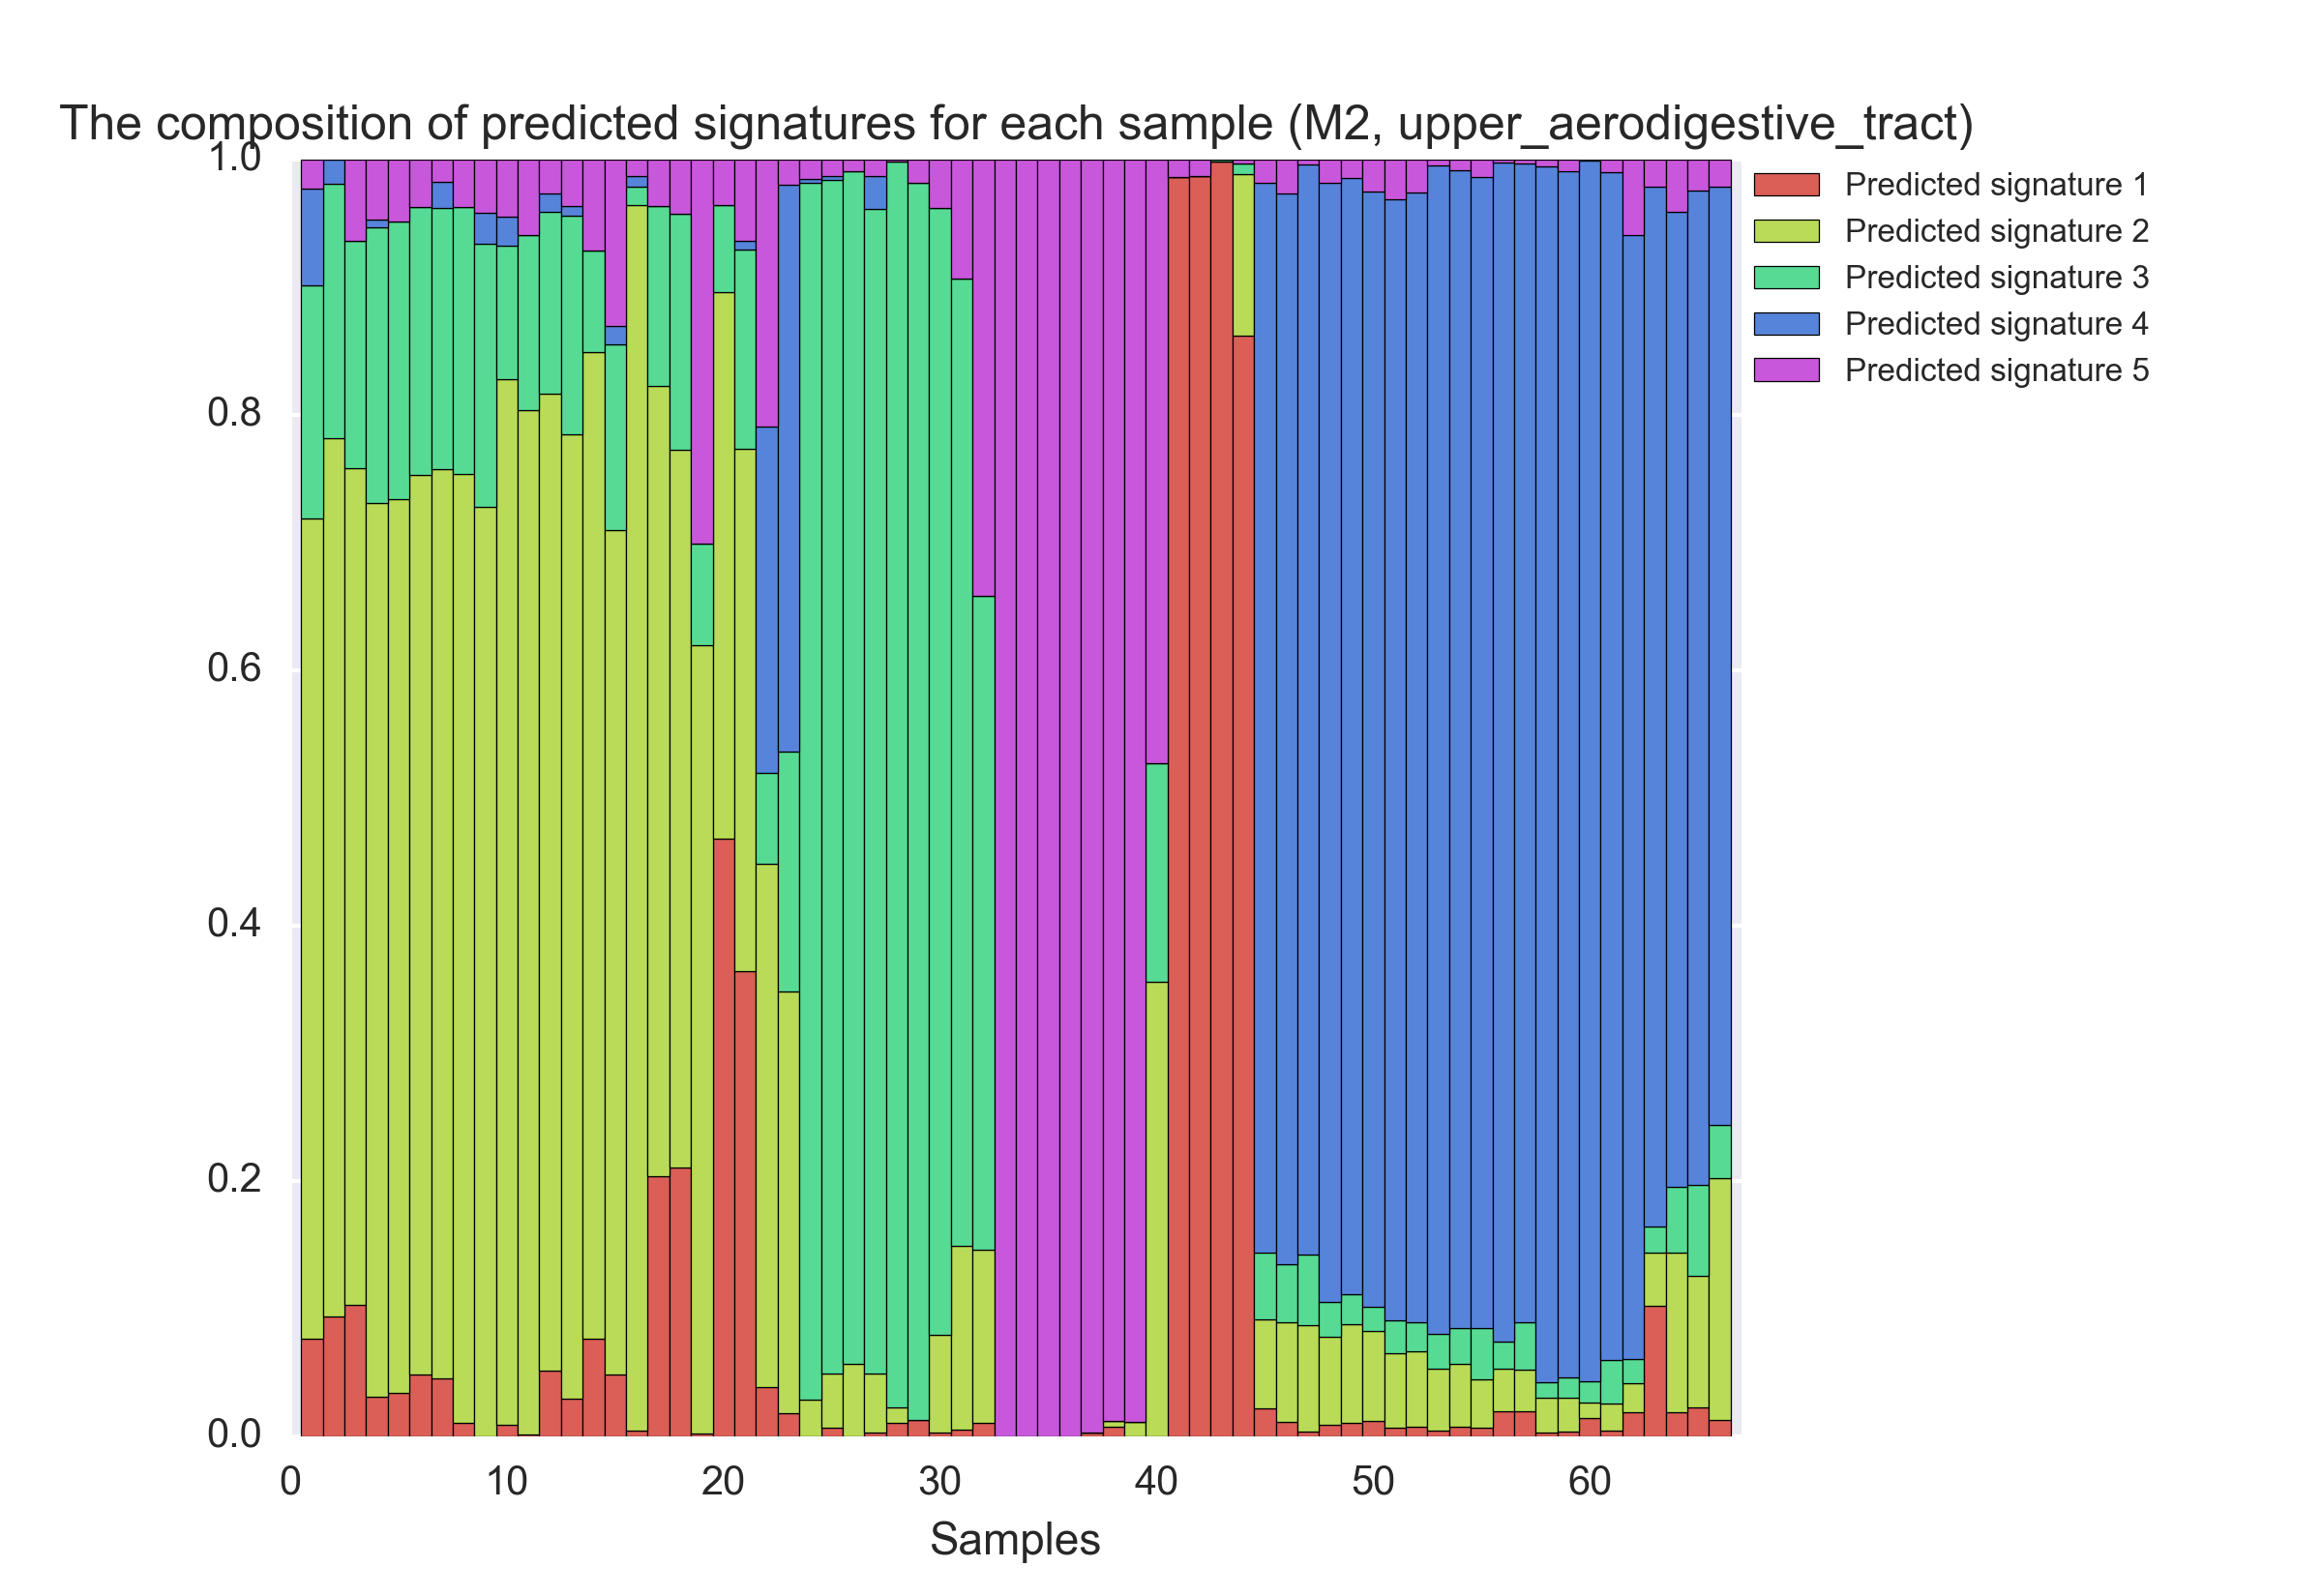 The composition of predicted signatures for each sample (M2, upper_aerodigestive_tract)
1.0
0.8
0.6
0.4
0.2
0.0
0 10 20 30 40 50 60
Samples
Predicted signature 1
Predicted signature 2
Predicted signature 3
Predicted signature 4
Predicted signature 5